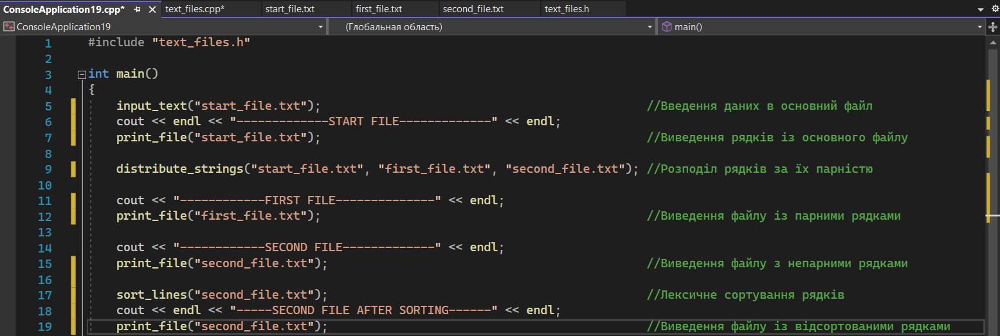 ConsoleApplication19.cpp* text_files.cpp* start_file.txt first_file.txt second_file.txt text_files.h
ConsoleApplication19 (Глобальная область) main()
1 #include "text_files.h"
2
3 int main()
4 {
5 input_text("start_file.txt"); //Введення даних в основний файл
6 cout << endl << "-------------START FILE-------------" << endl;
7 print_file("start_file.txt"); //Виведення рядків із основного файлу
8
9 distribute_strings("start_file.txt", "first_file.txt", "second_file.txt"); //Розподіл рядків за їх парністю
10
11 cout << "------------FIRST FILE--------------" << endl;
12 print_file("first_file.txt"); //Виведення файлу із парними рядками
13
14 cout << "------------SECOND FILE-------------" << endl;
15 print_file("second_file.txt"); //Виведення файлу з непарними рядками
16
17 sort_lines("second_file.txt"); //Лексичне сортування рядків
18 cout << endl << "-----SECOND FILE AFTER SORTING------" << endl;
19 print_file("second_file.txt"); //Виведення файлу із відсортованими рядками